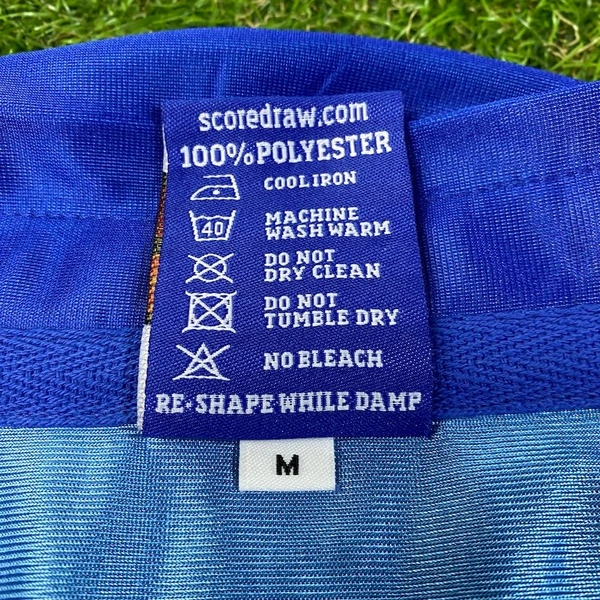 scoredraw.com
100% POLYESTER
COOL IRON
40
MACHINE
WASH WARM
DO NOT
DRY CLEAN
DO NOT
TUMBLE DRY
NO BLEACH
RE-SHAPE WHILE DAMP
M